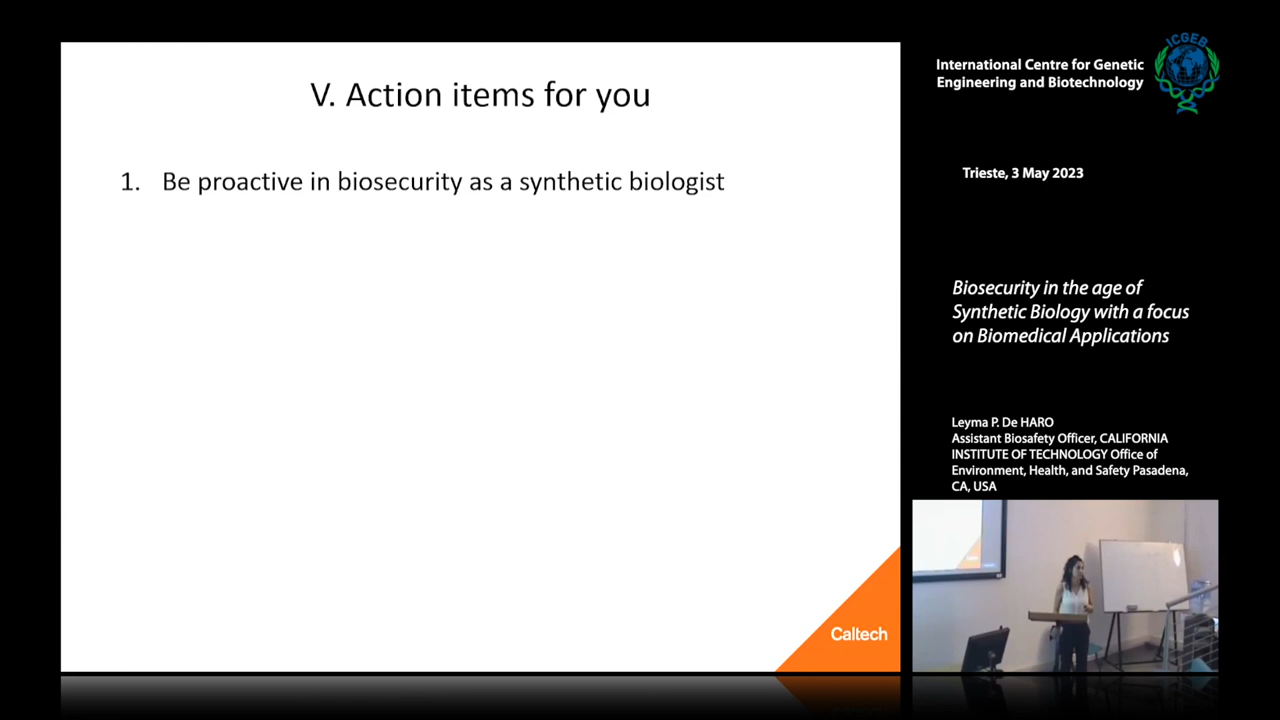 V. Action items for you
1. Be proactive in biosecurity as a synthetic biologist
Caltech
International Centre for Genetic
Engineering and Biotechnology
ICGEB
Trieste, 3 May 2023
Biosecurity in the age of
Synthetic Biology with a focus
on Biomedical Applications
Leyma P. De HARO
Assistant Biosafety Officer, CALIFORNIA
INSTITUTE OF TECHNOLOGY Office of
Environment, Health, and Safety Pasadena,
CA, USA